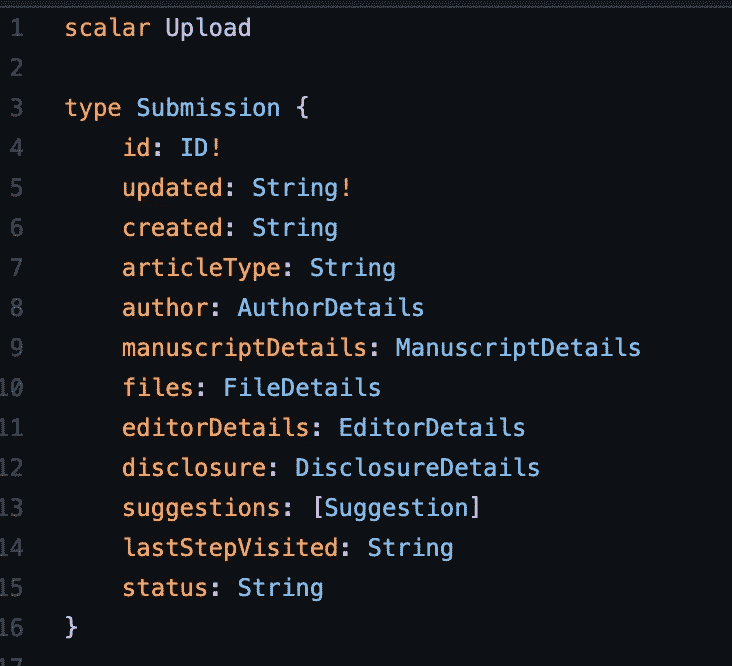 1 scalar Upload
2
3 type Submission {
4 id: ID!
5 updated: String!
6 created: String
7 articleType: String
8 author: AuthorDetails
9 manuscriptDetails: ManuscriptDetails
10 files: FileDetails
11 editorDetails: EditorDetails
12 disclosure: DisclosureDetails
13 suggestions: [Suggestion]
14 lastStepVisited: String
15 status: String
16 }
17